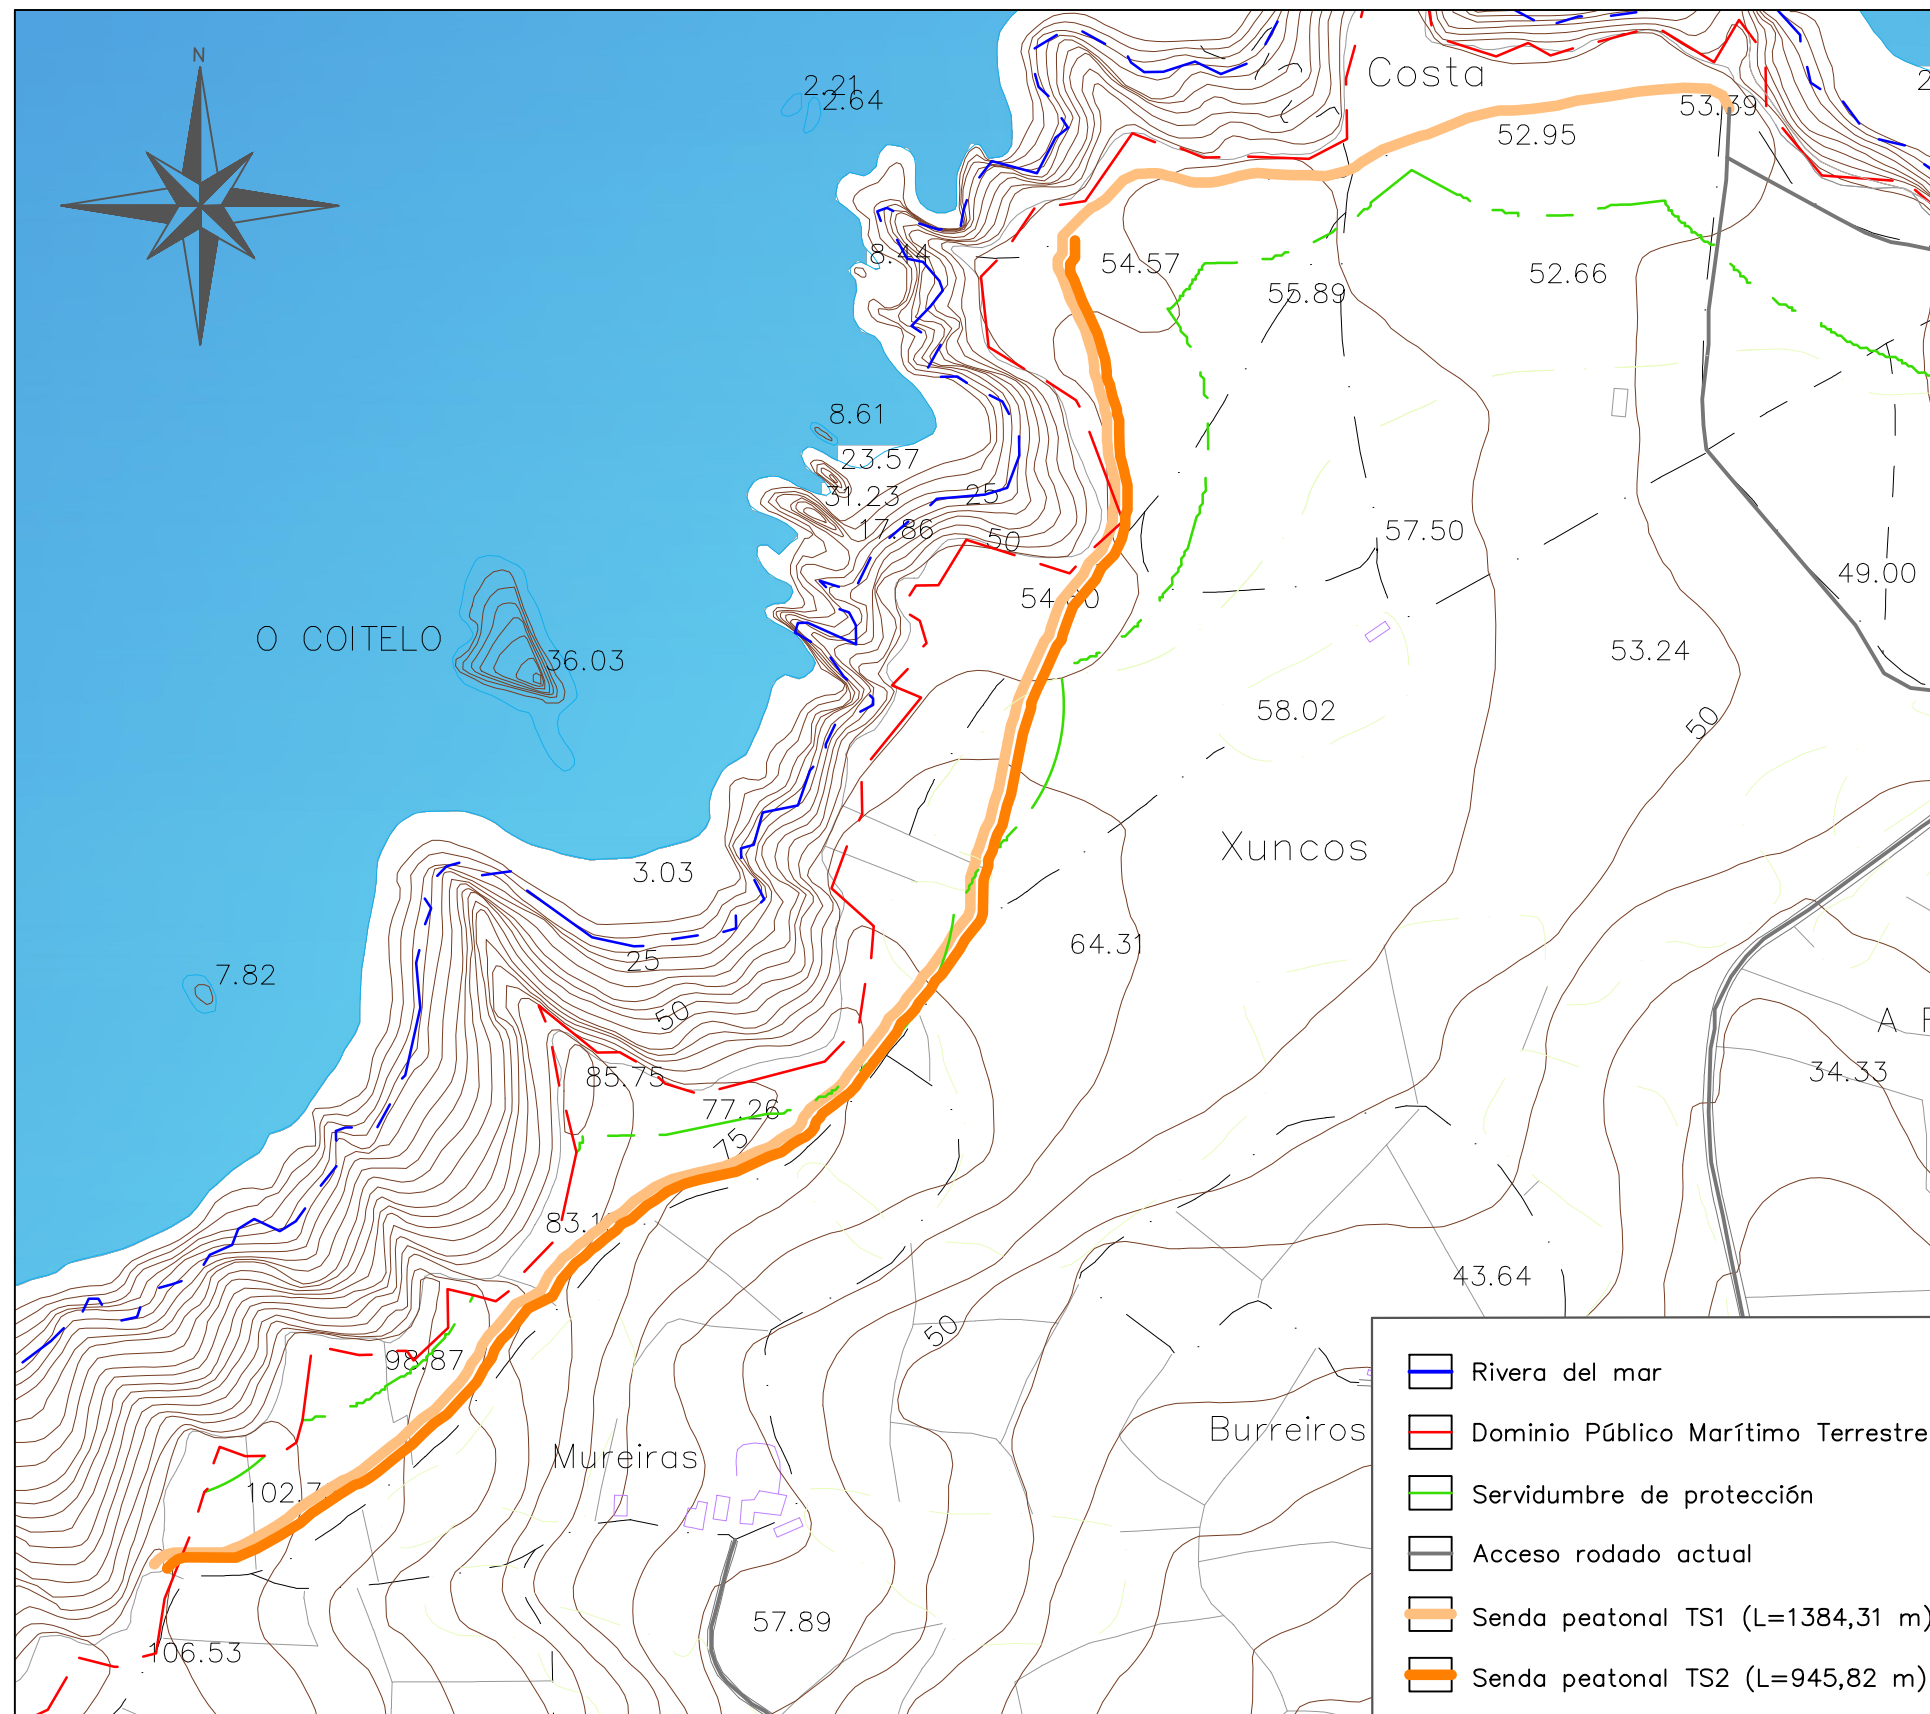 N
2.21
2.64
Costa
53.39
52.95
8.44
54.57
52.66
55.89
8.61
23.57
25
31.23
17.86
50
57.50
49.00
54.60
O COITELO
36.03
53.24
58.02
50
Xuncos
3.03
64.31
25
7.82
50
A
34.33
85.75
77.26
75
83.1
43.64
50
98.87
Burreiros
Mureiras
102.7
57.89
106.53
Rivera del mar
Dominio Público Marítimo Terrestre
Servidumbre de protección
Acceso rodado actual
Senda peatonal TS1 (L=1384,31 m)
Senda peatonal TS2 (L=945,82 m)